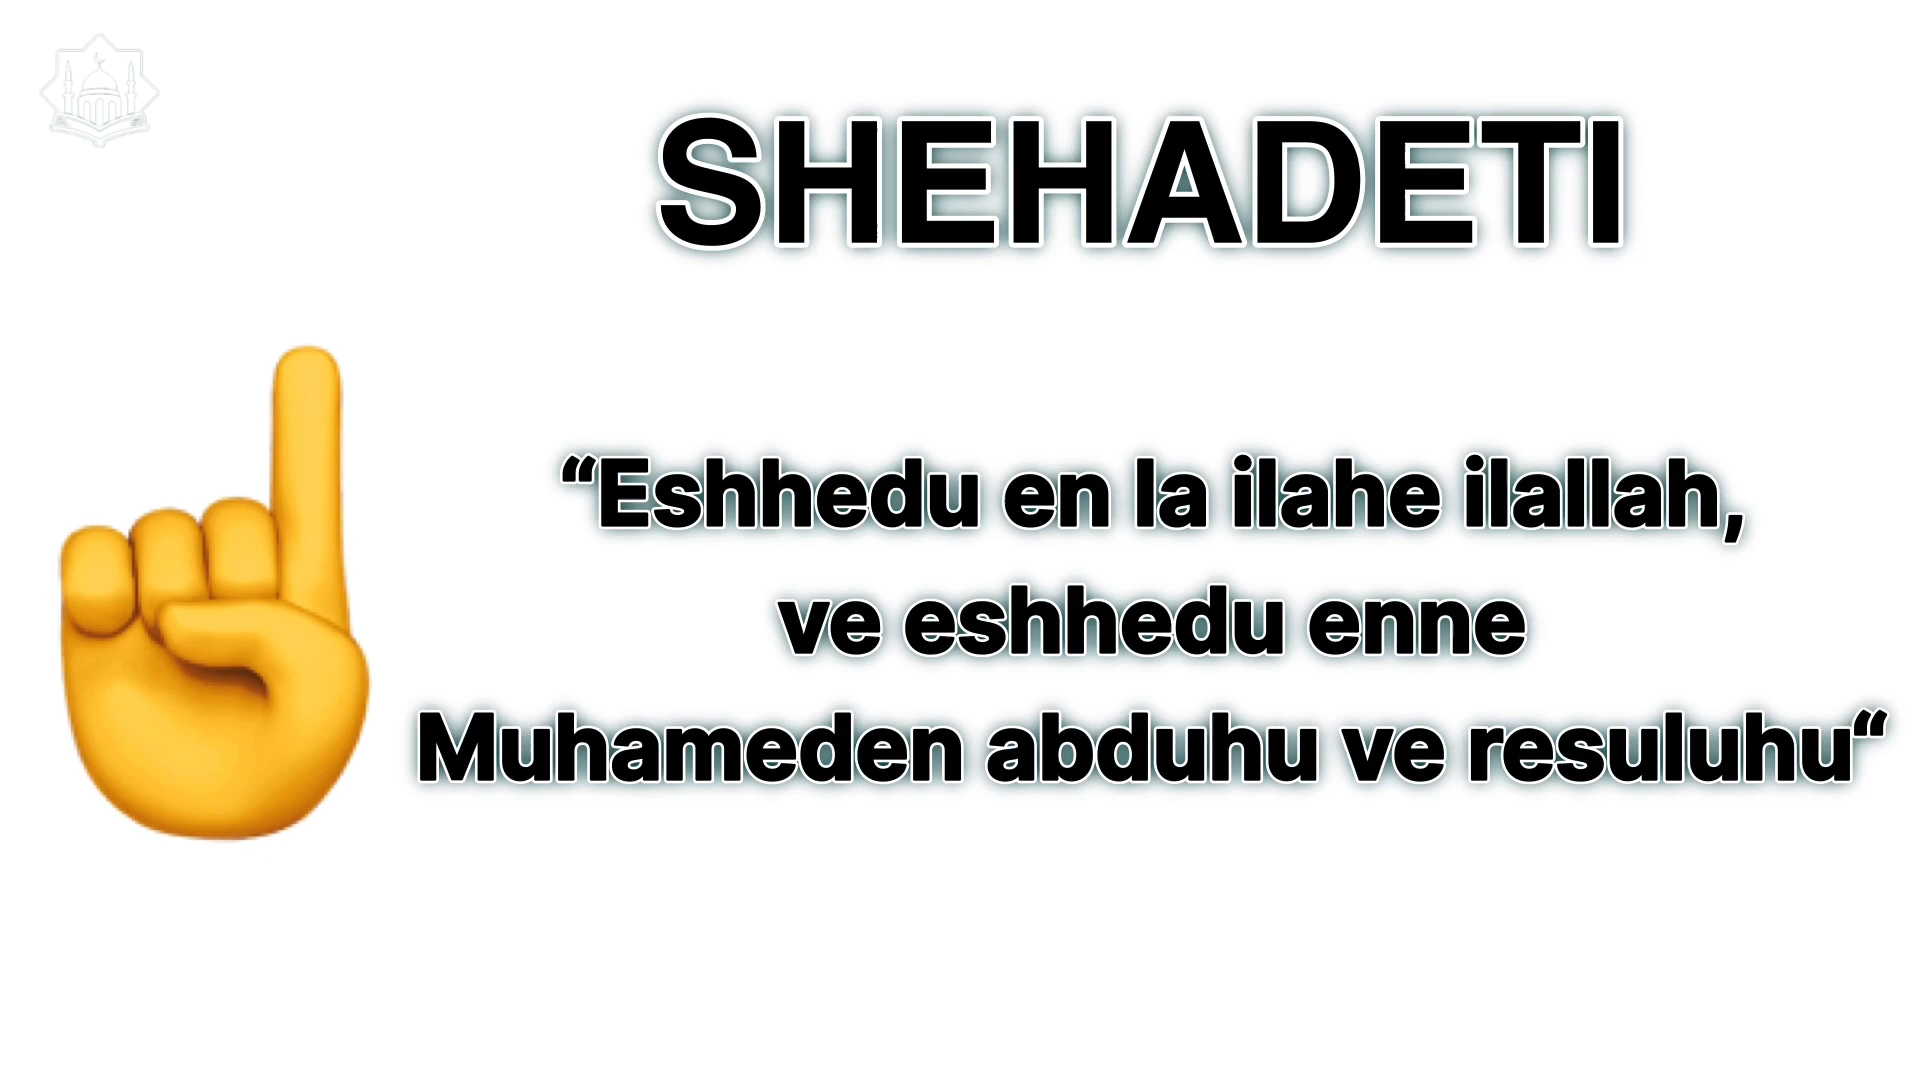 SHEHADETI
“Eshhedu en la ilahe ilallah,
ve eshhedu enne
Muhameden abduhu ve resuluhu“